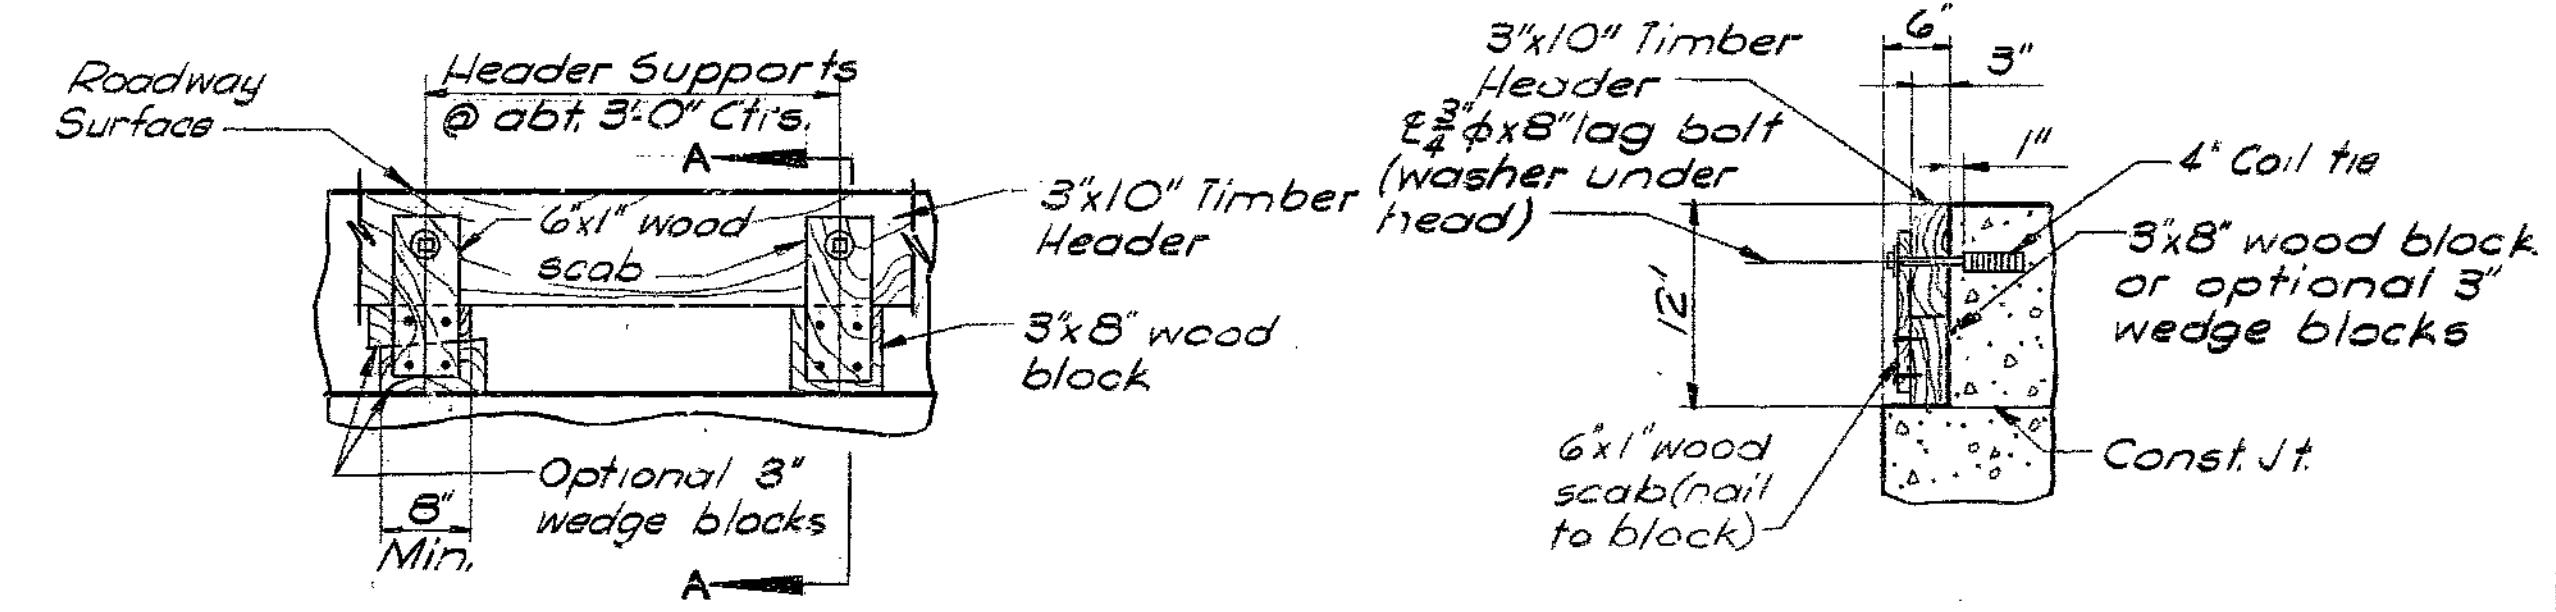 Roadway
Surface
Header Supports
@ abt. 3'-0" Ctrs.
A
6"x1" wood
scab
3"x10" Timber
Header
3"x8" wood
block
Optional 3"
wedge blocks
8"
Min.
A
3"x10" Timber
Header
℄ 3/4"ϕx8" lag bolt
(washer under
head)
6"
3"
1"
4" Coil tie
3"x8" wood block
or optional 3"
wedge blocks
12"
6"x1" wood
scab (nail
to block)
Const. Jt.